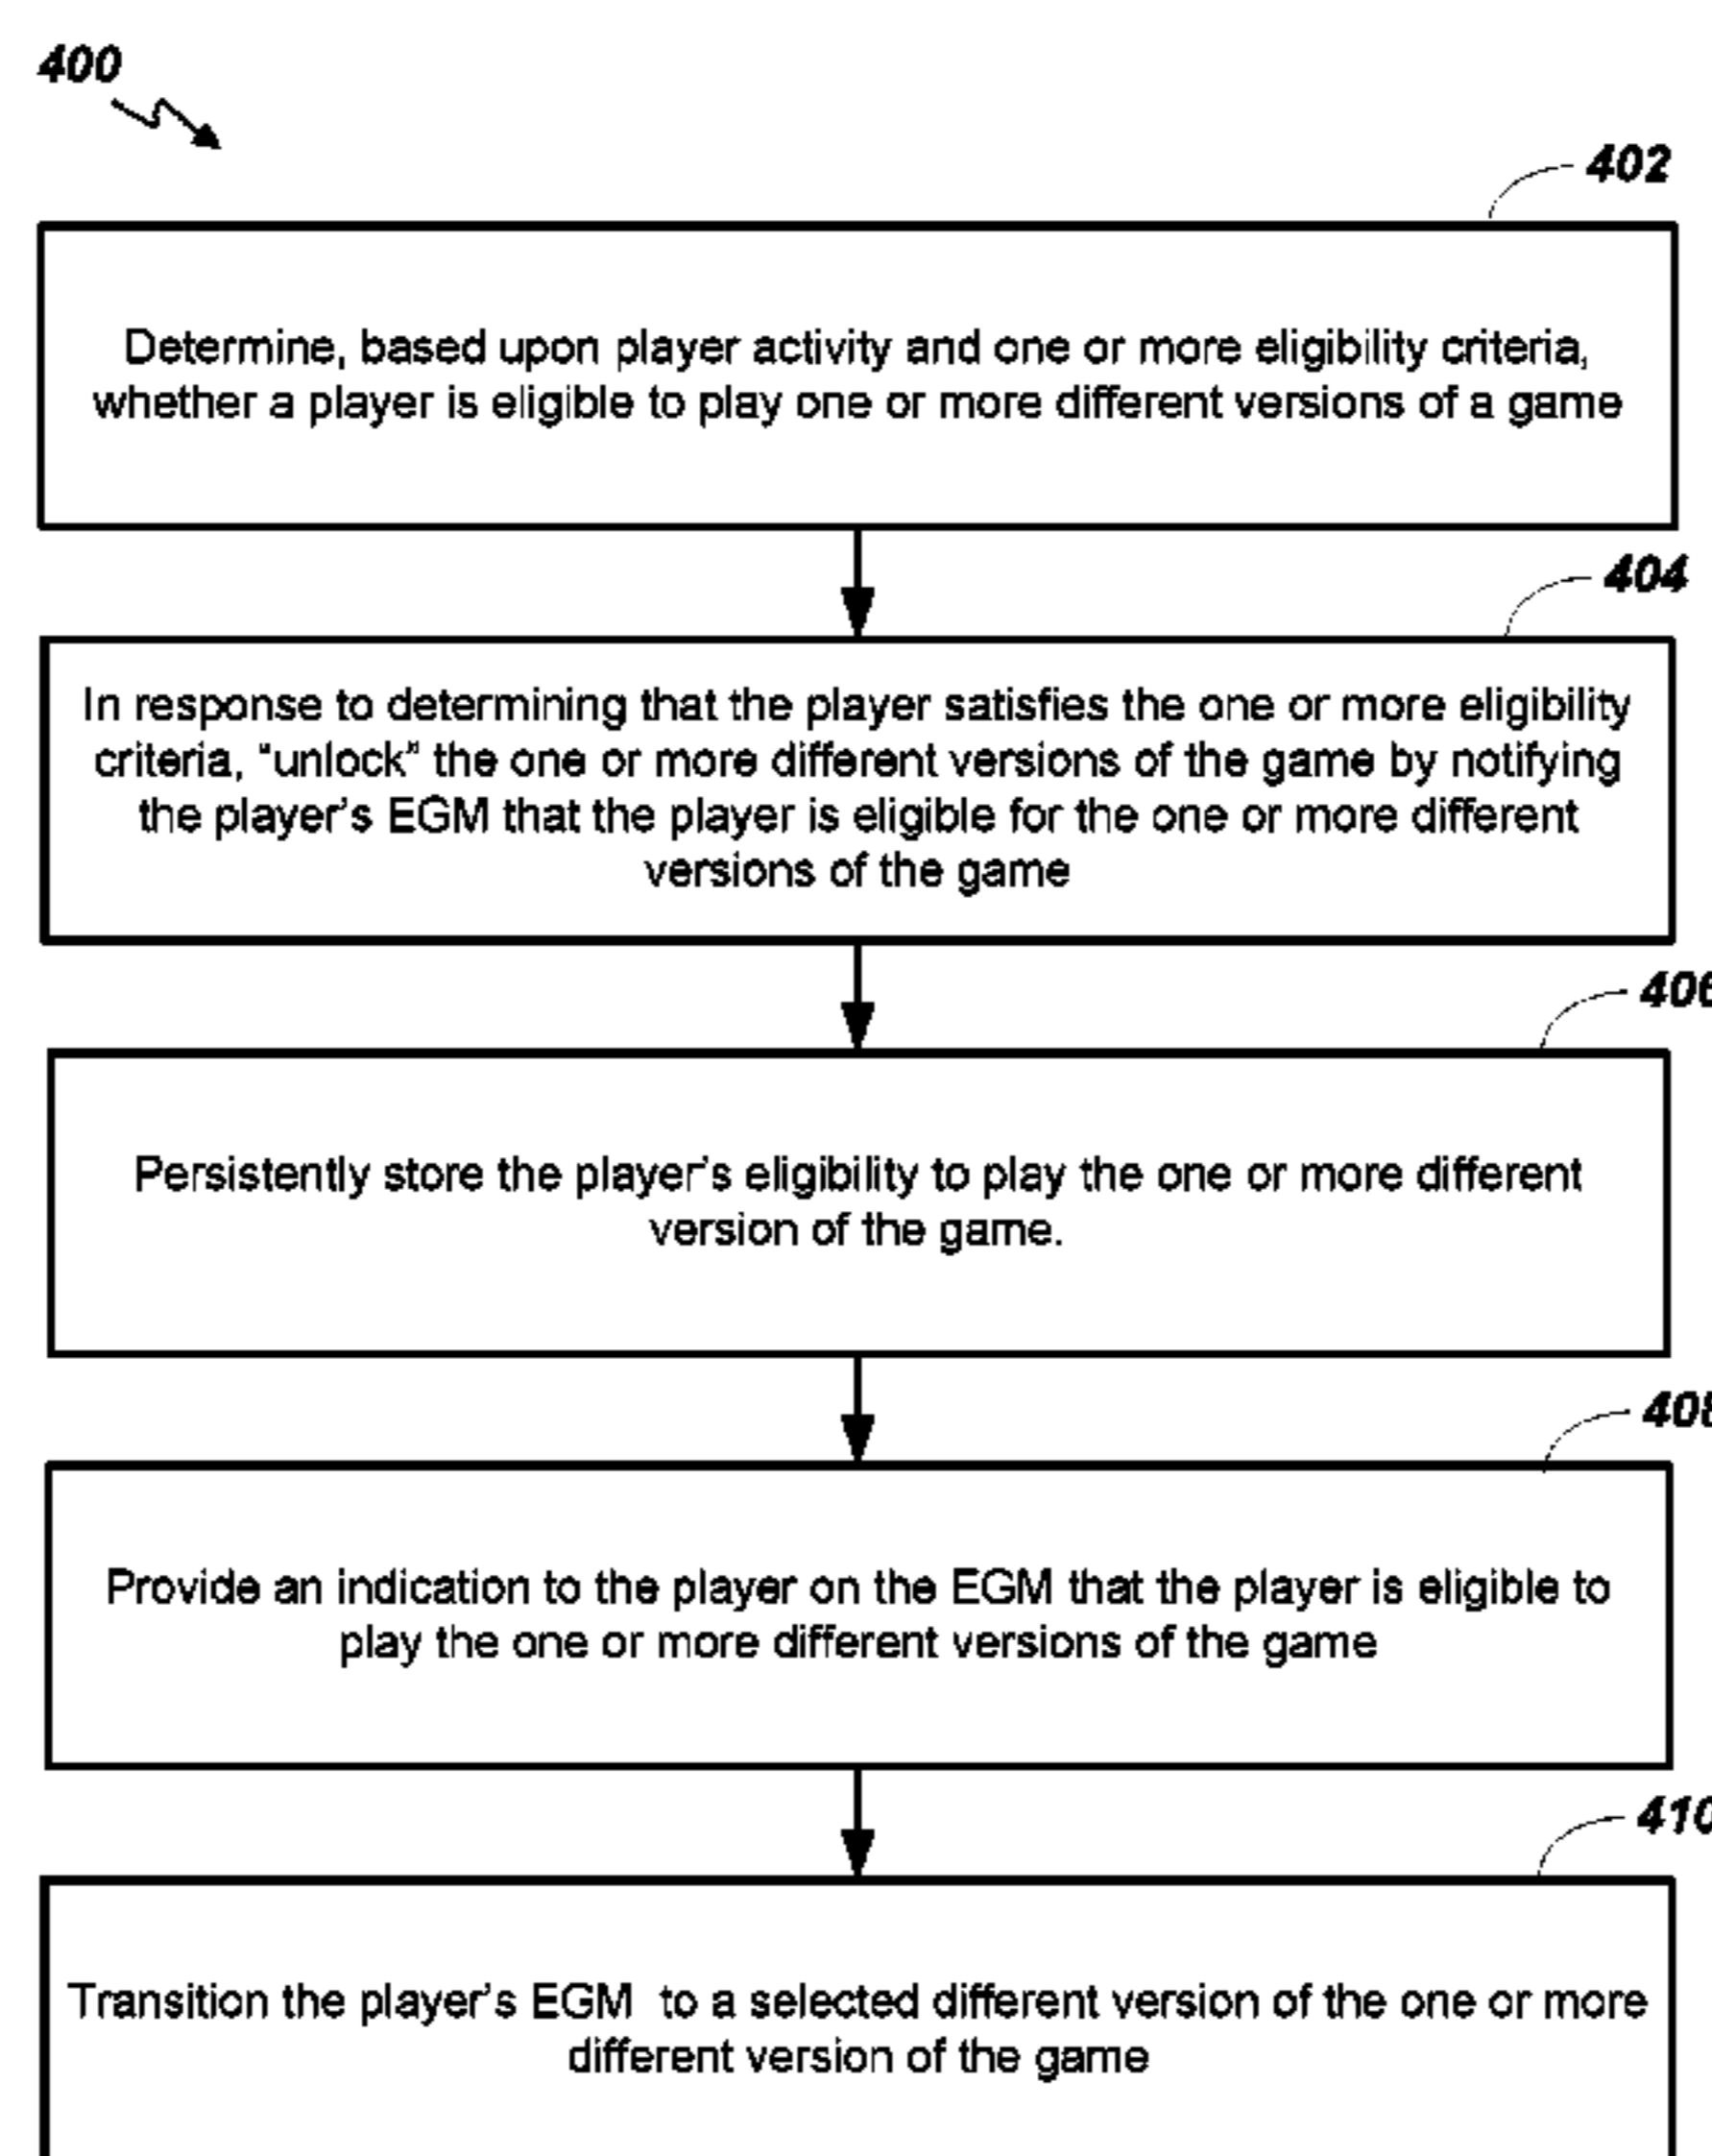 400
402
Determine, based upon player activity and one or more eligibility criteria,
whether a player is eligible to play one or more different versions of a game
404
In response to determining that the player satisfies the one or more eligibility
criteria, “unlock” the one or more different versions of the game by notifying
the player’s EGM that the player is eligible for the one or more different
versions of the game
406
Persistently store the player’s eligibility to play the one or more different
version of the game.
408
Provide an indication to the player on the EGM that the player is eligible to
play the one or more different versions of the game
410
Transition the player’s EGM to a selected different version of the one or more
different version of the game